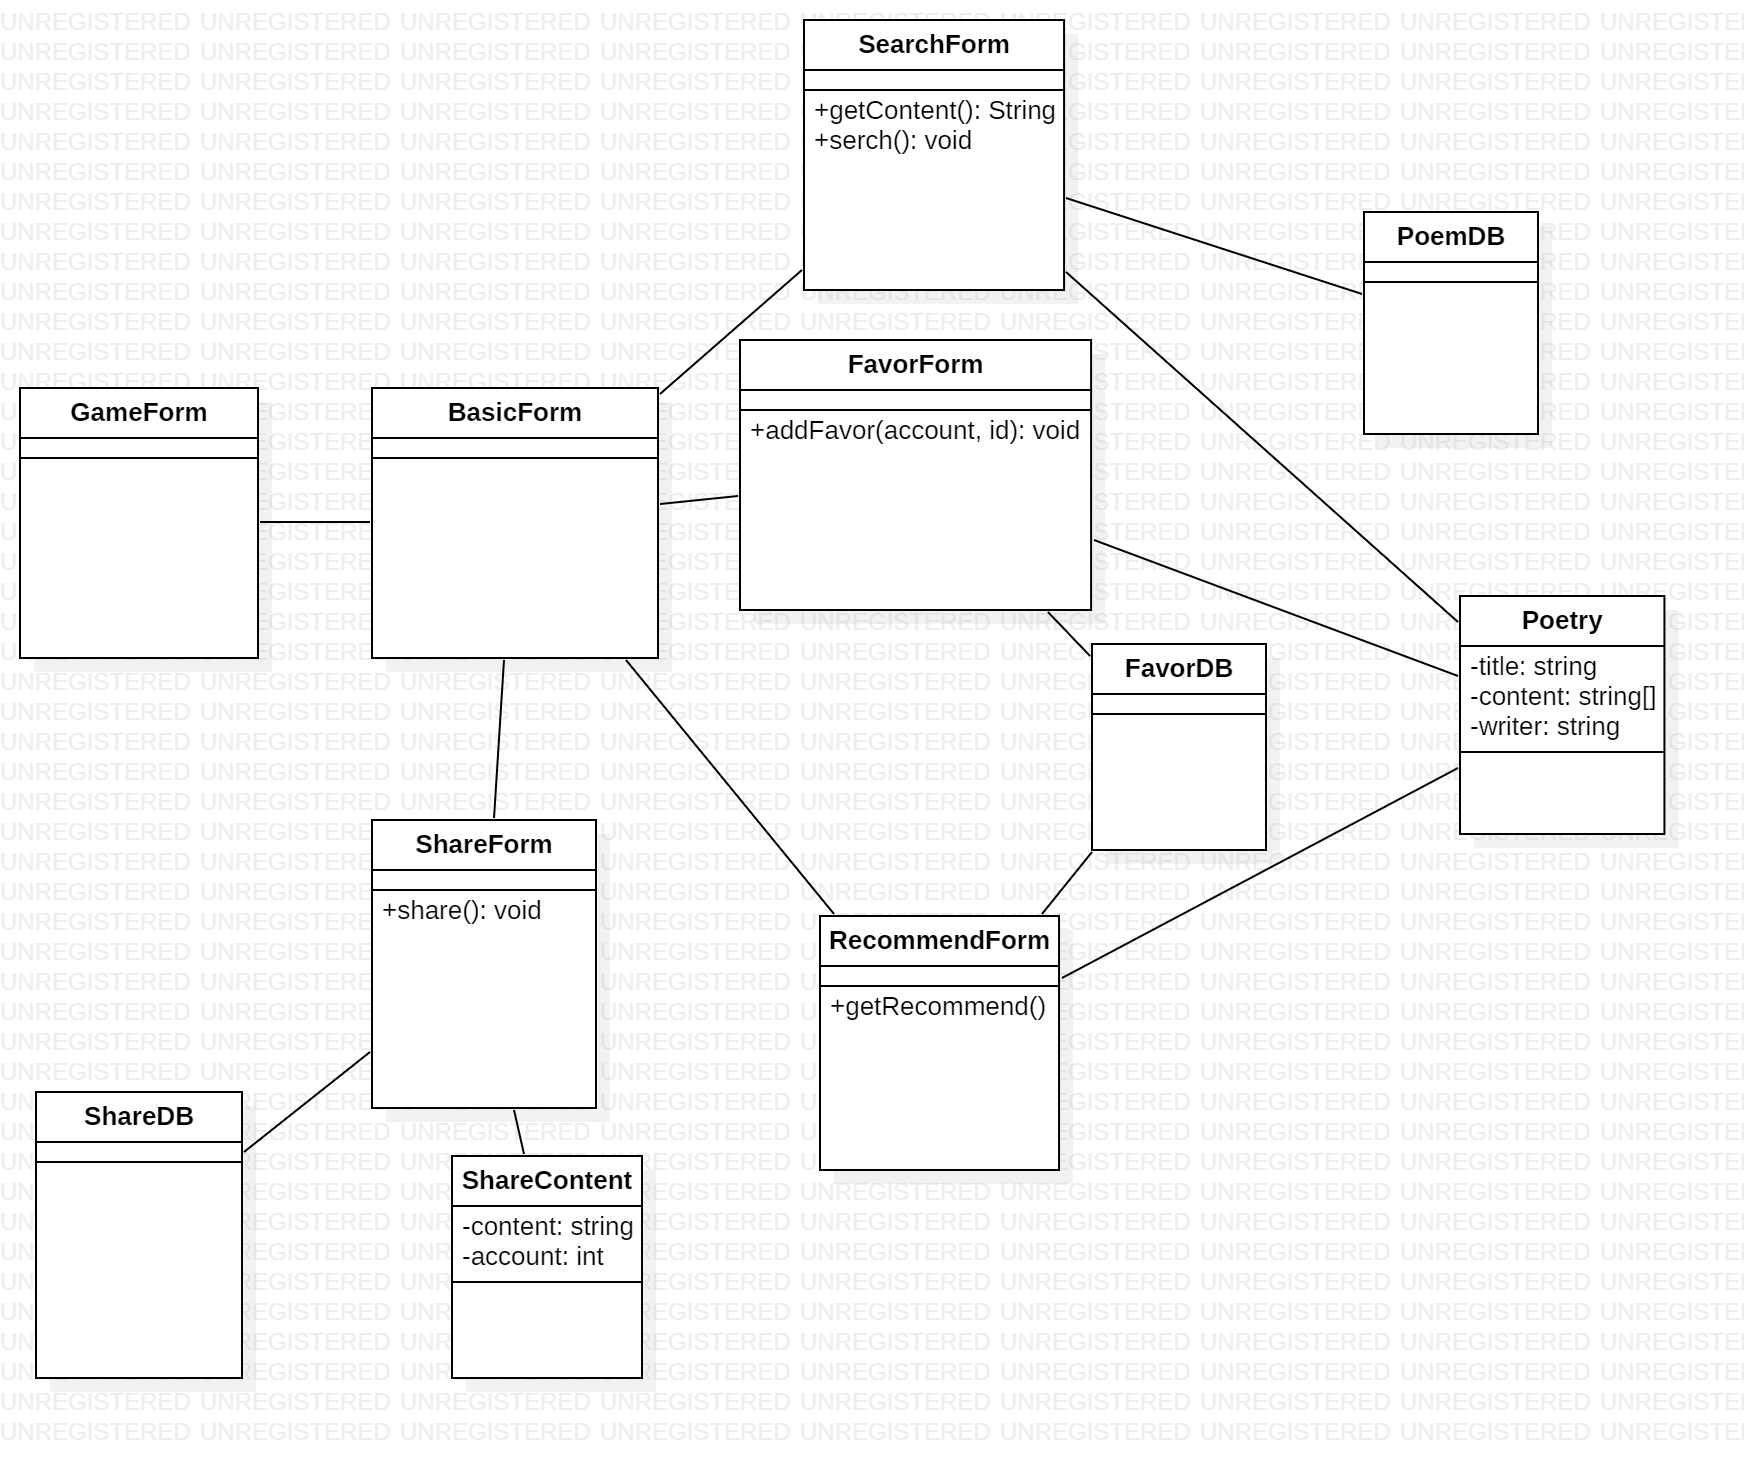 SearchForm
+getContent(): String
+serch(): void
PoemDB
FavorForm
+addFavor(account, id): void
GameForm
BasicForm
Poetry
-title: string
-content: string[]
-writer: string
FavorDB
ShareForm
+share(): void
RecommendForm
+getRecommend()
ShareDB
ShareContent
-content: string
-account: int
UNREGISTERED